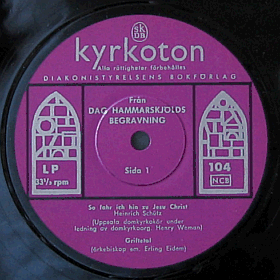 SK
DB
kyrkoton
Alla rättigheter förbehålles
DIAKONISTYRELSENS BOKFÖRLAG
Från
DAG HAMMARSKJÖLDS
BEGRAVNING
Sida 1
LP
33⅓ rpm
104
NCB
So fahr ich hin zu Jesu Christ
Heinrich Schütz
(Uppsala domkyrkokör under
ledning av domkyrkoorg. Henry Weman)
Griftetal
(ärkebiskop em. Erling Eidem)